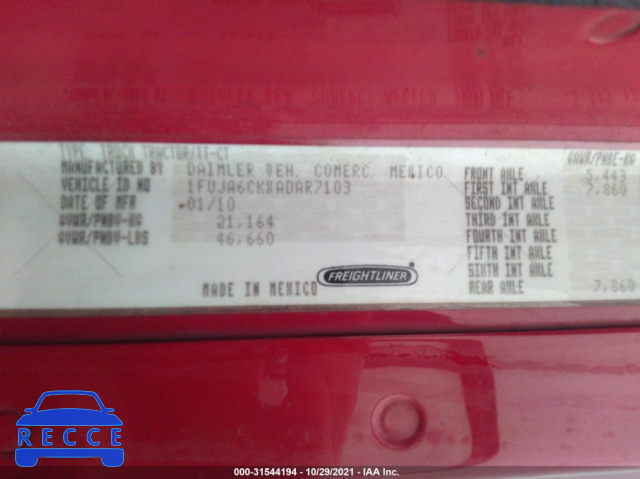 TYPE TRUCK TRACTOR/TT-CT
MANUFACTURED BY DAIMLER VEH. COMERC. MEXICO
VEHICLE ID NO 1FUJA6CKXADAR7103
DATE OF MFR 01/10
GVWR/PNBV-KG 21,164
GVWR/PNBV-LBS 46,660
MADE IN MEXICO
FREIGHTLINER
GAWR/PNBE-KG
FRONT AXLE 5,443
FIRST INT AXLE 7,860
SECOND INT AXLE
THIRD INT AXLE
FOURTH INT AXLE
FIFTH INT AXLE
SIXTH INT AXLE
REAR AXLE 7,860
RECCE
000-31544194 - 10/29/2021 - IAA Inc.